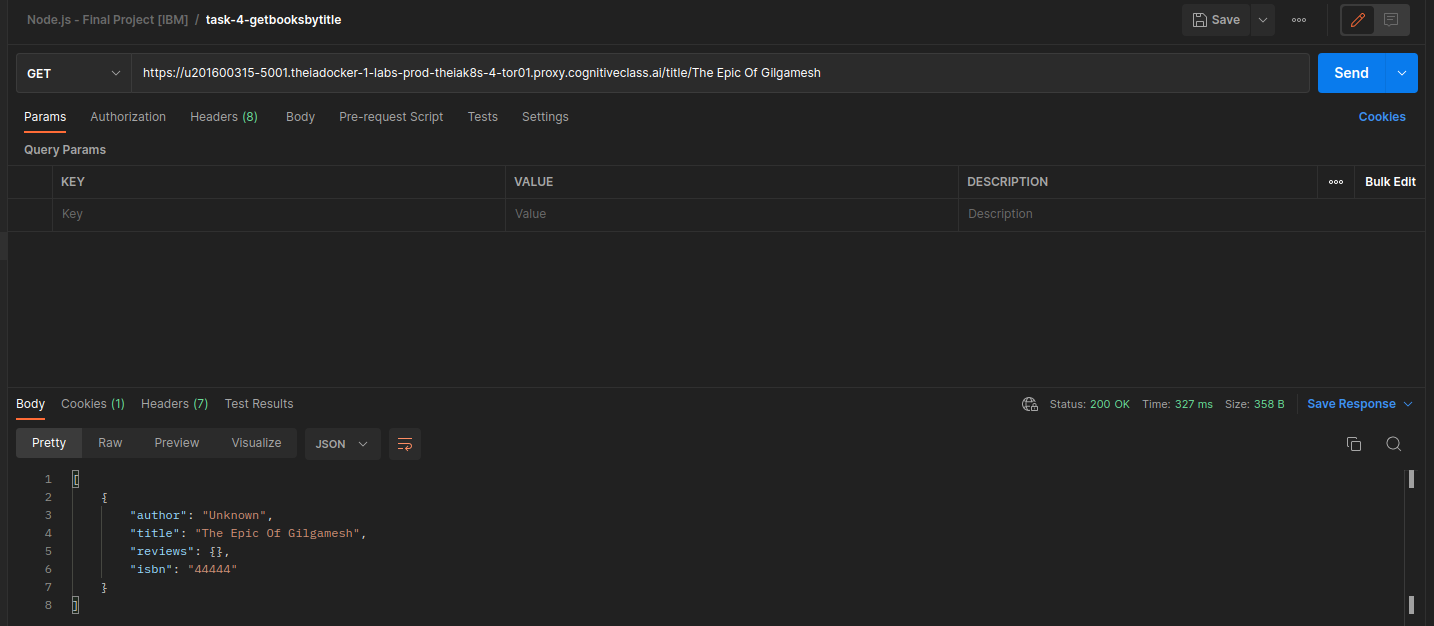 Node.js - Final Project [IBM] / task-4-getbooksbytitle
Save
GET
https://u201600315-5001.theiadocker-1-labs-prod-theiak8s-4-tor01.proxy.cognitiveclass.ai/title/The Epic Of Gilgamesh
Send
Params Authorization Headers (8) Body Pre-request Script Tests Settings Cookies
Query Params
KEY VALUE DESCRIPTION Bulk Edit
Key Value Description
Body Cookies (1) Headers (7) Test Results Status: 200 OK Time: 327 ms Size: 358 B Save Response
Pretty Raw Preview Visualize JSON
1 [
2 {
3 "author": "Unknown",
4 "title": "The Epic Of Gilgamesh",
5 "reviews": {},
6 "isbn": "44444"
7 }
8 ]